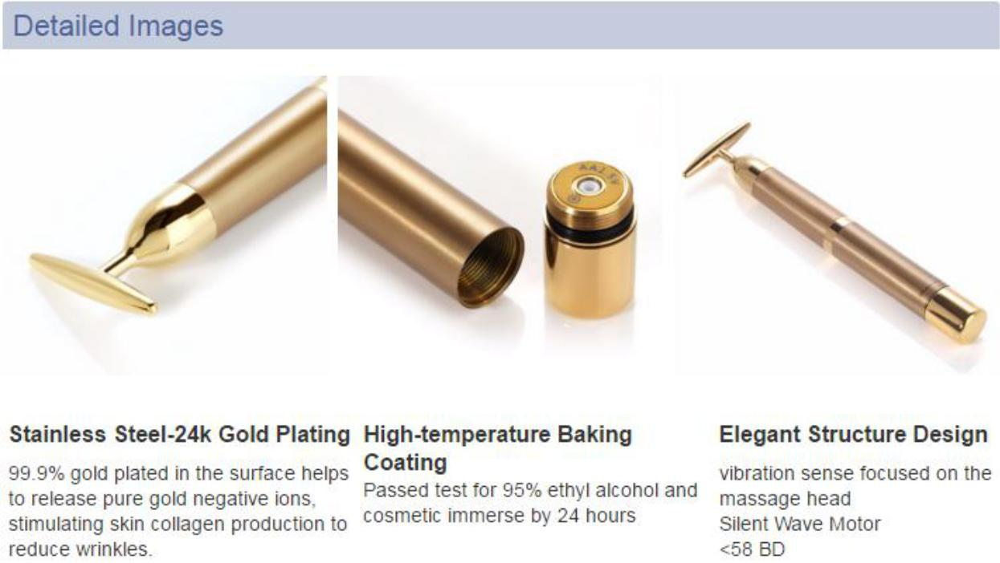 Detailed Images
AA1.5V
Stainless Steel-24k Gold Plating
99.9% gold plated in the surface helps
to release pure gold negative ions,
stimulating skin collagen production to
reduce wrinkles.
High-temperature Baking
Coating
Passed test for 95% ethyl alcohol and
cosmetic immerse by 24 hours
Elegant Structure Design
vibration sense focused on the
massage head
Silent Wave Motor
<58 BD